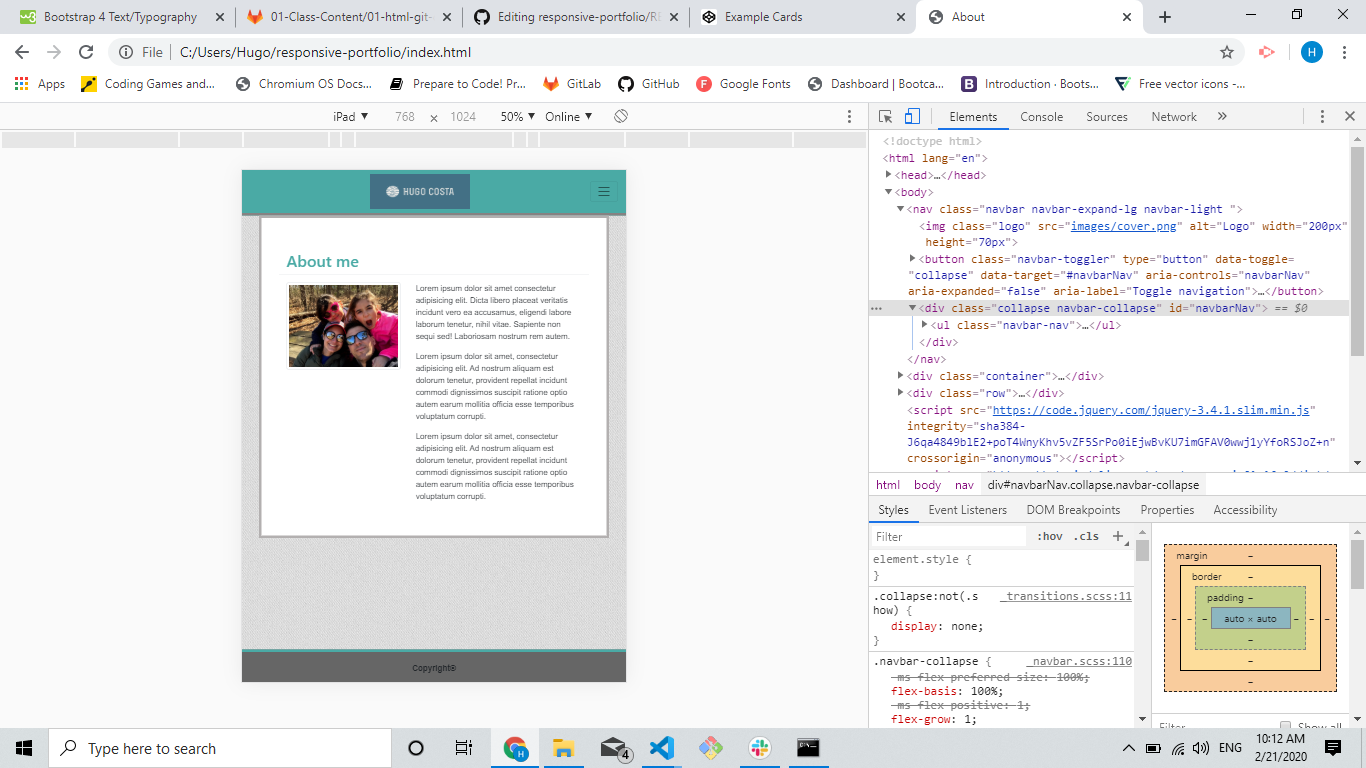 Bootstrap 4 Text/Typography
01-Class-Content/01-html-git-
Editing responsive-portfolio/RE
Example Cards
About
File
C:/Users/Hugo/responsive-portfolio/index.html
H
Apps
Coding Games and...
Chromium OS Docs...
Prepare to Code! Pr...
GitLab
GitHub
Google Fonts
Dashboard | Bootca...
Introduction · Boots...
Free vector icons -...
iPad ▼ 768 × 1024 50% ▼ Online ▼
HUGO COSTA
About me
Lorem ipsum dolor sit amet consectetur
adipisicing elit. Dicta libero placeat veritatis
incidunt vero ea accusamus, eligendi labore
laborum tenetur, nihil vitae. Sapiente non
sequi sed! Laboriosam nostrum rem autem.
Lorem ipsum dolor sit amet, consectetur
adipisicing elit. Ad nostrum aliquam est
dolorum tenetur, provident repellat incidunt
commodi dignissimos suscipit ratione optio
autem earum mollitia officia esse temporibus
voluptatum corrupti.
Lorem ipsum dolor sit amet, consectetur
adipisicing elit. Ad nostrum aliquam est
dolorum tenetur, provident repellat incidunt
commodi dignissimos suscipit ratione optio
autem earum mollitia officia esse temporibus
voluptatum corrupti.
Copyright®
Elements Console Sources Network »
<!doctype html>
<html lang="en">
<head>…</head>
<body>
<nav class="navbar navbar-expand-lg navbar-light ">
<img class="logo" src="images/cover.png" alt="Logo" width="200px"
height="70px">
<button class="navbar-toggler" type="button" data-toggle=
"collapse" data-target="#navbarNav" aria-controls="navbarNav"
aria-expanded="false" aria-label="Toggle navigation">…</button>
<div class="collapse navbar-collapse" id="navbarNav"> == $0
<ul class="navbar-nav">…</ul>
</div>
</nav>
<div class="container">…</div>
<div class="row">…</div>
<script src="https://code.jquery.com/jquery-3.4.1.slim.min.js"
integrity="sha384-
J6qa4849blE2+poT4WnyKhv5vZF5SrPo0iEjwBvKU7imGFAV0wwj1yYfoRSJoZ+n"
crossorigin="anonymous"></script>
html body nav div#navbarNav.collapse.navbar-collapse
Styles Event Listeners DOM Breakpoints Properties Accessibility
Filter :hov .cls +
element.style {
}
.collapse:not(.s _transitions.scss:11
how) {
display: none;
}
.navbar-collapse { _navbar.scss:110
-ms-flex-preferred-size: 100%;
flex-basis: 100%;
-ms-flex-positive: 1;
flex-grow: 1;
margin –
border –
padding –
auto × auto
Filter Show all
Type here to search
4
ENG
10:12 AM
2/21/2020